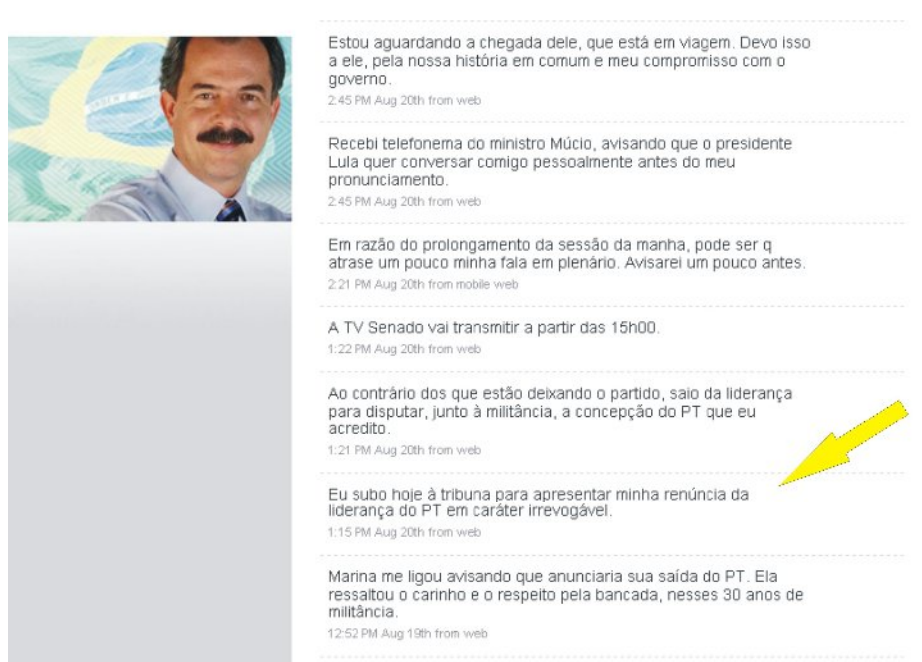 Estou aguardando a chegada dele, que está em viagem. Devo isso
a ele, pela nossa história em comum e meu compromisso com o
governo.
2:45 PM Aug 20th from web
Recebi telefonema do ministro Múcio, avisando que o presidente
Lula quer conversar comigo pessoalmente antes do meu
pronunciamento.
2:45 PM Aug 20th from web
Em razão do prolongamento da sessão da manha, pode ser q
atrase um pouco minha fala em plenário. Avisarei um pouco antes.
2:21 PM Aug 20th from mobile web
A TV Senado vai transmitir a partir das 15h00.
1:22 PM Aug 20th from web
Ao contrário dos que estão deixando o partido, saio da liderança
para disputar, junto à militância, a concepção do PT que eu
acredito.
1:21 PM Aug 20th from web
Eu subo hoje à tribuna para apresentar minha renúncia da
liderança do PT em caráter irrevogável.
1:15 PM Aug 20th from web
Marina me ligou avisando que anunciaria sua saída do PT. Ela
ressaltou o carinho e o respeito pela bancada, nesses 30 anos de
militância.
12:52 PM Aug 19th from web